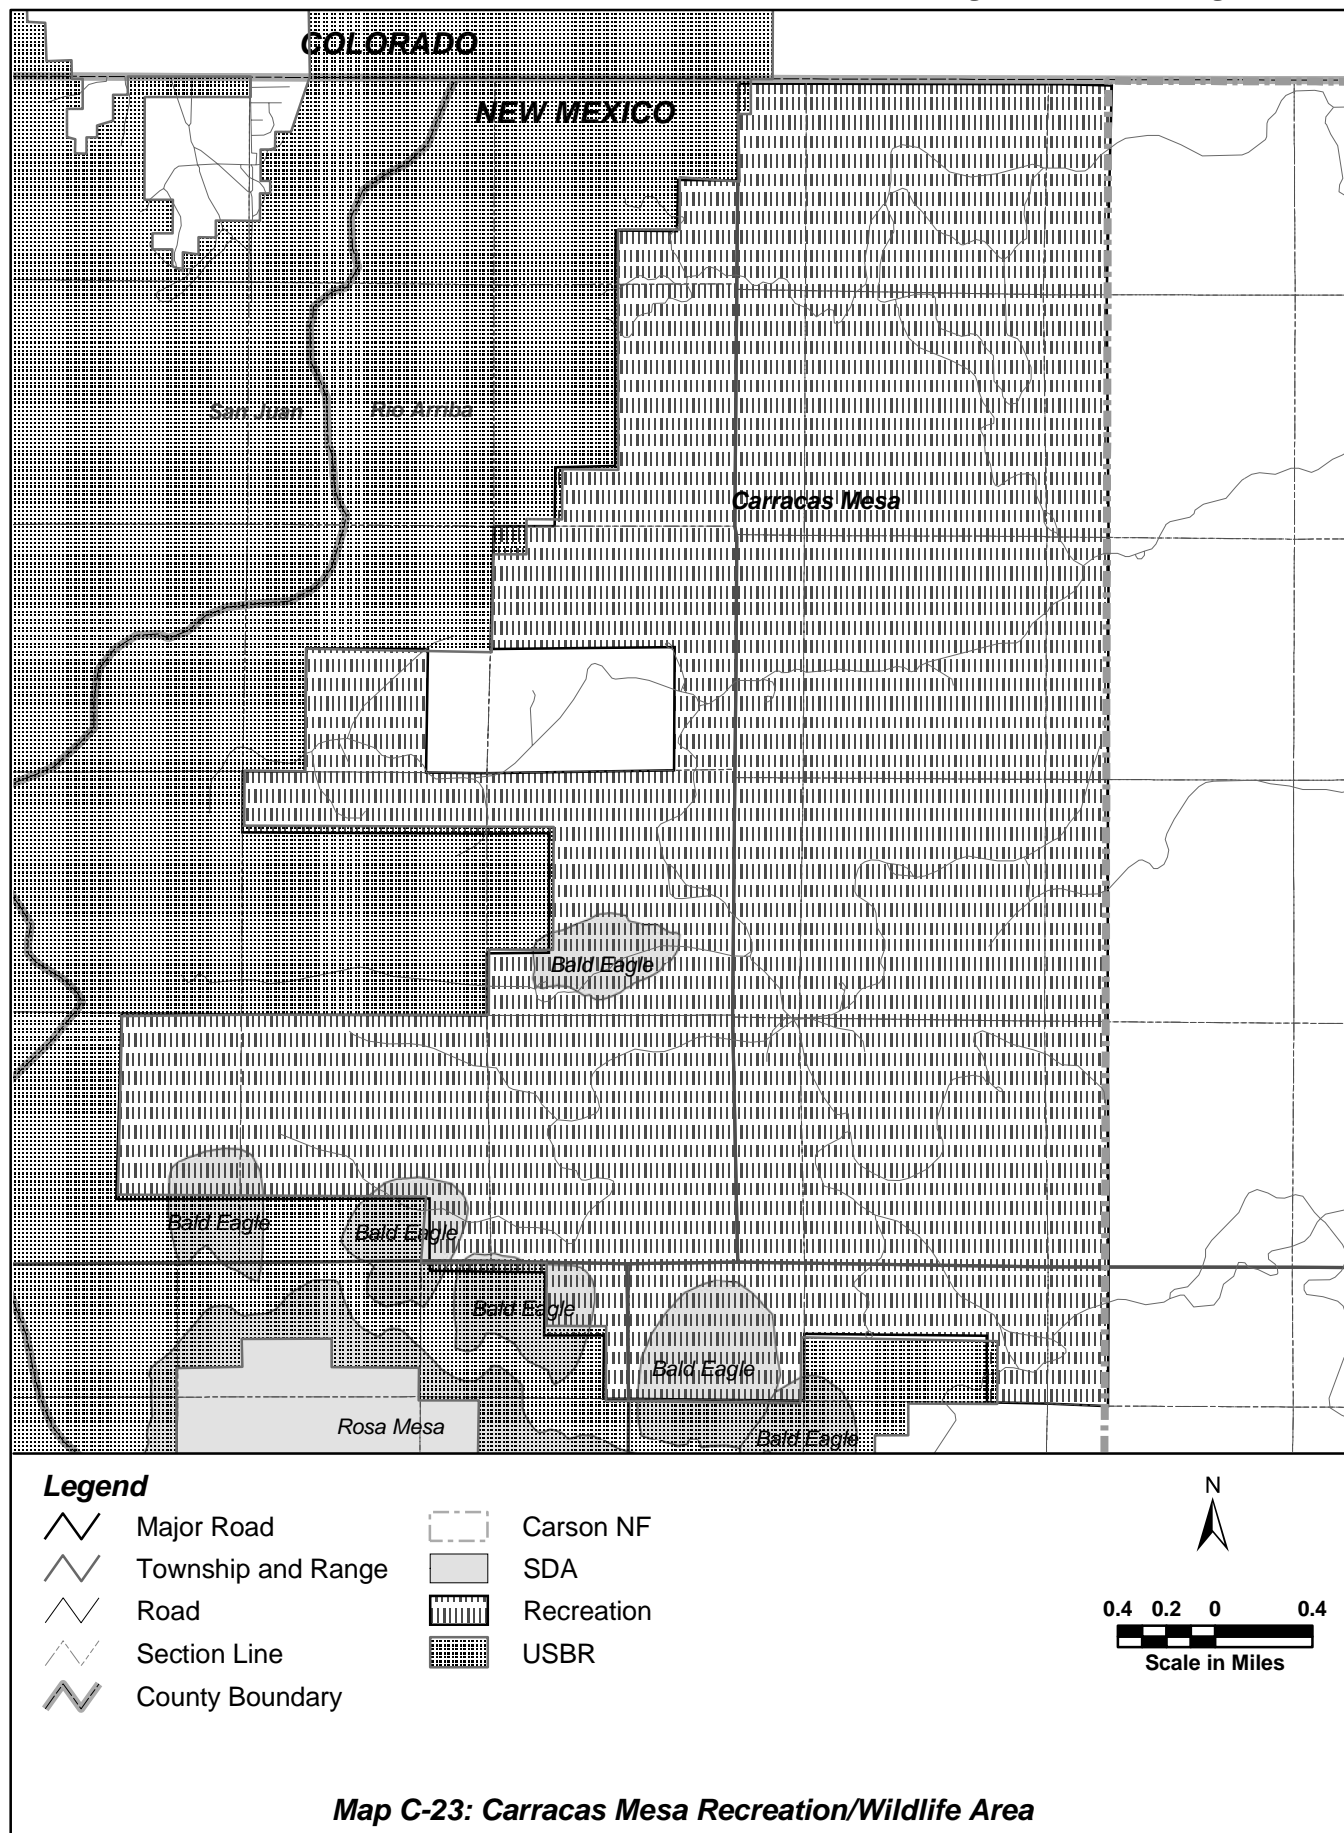 COLORADO
NEW MEXICO
San Juan
Rio Arriba
Carracas Mesa
Bald Eagle
Bald Eagle
Bald Eagle
Bald Eagle
Bald Eagle
Rosa Mesa
Bald Eagle
Legend
Major Road
Township and Range
Road
Section Line
County Boundary
Carson NF
SDA
Recreation
USBR
N
0.4 0.2 0 0.4
Scale in Miles
Map C-23: Carracas Mesa Recreation/Wildlife Area